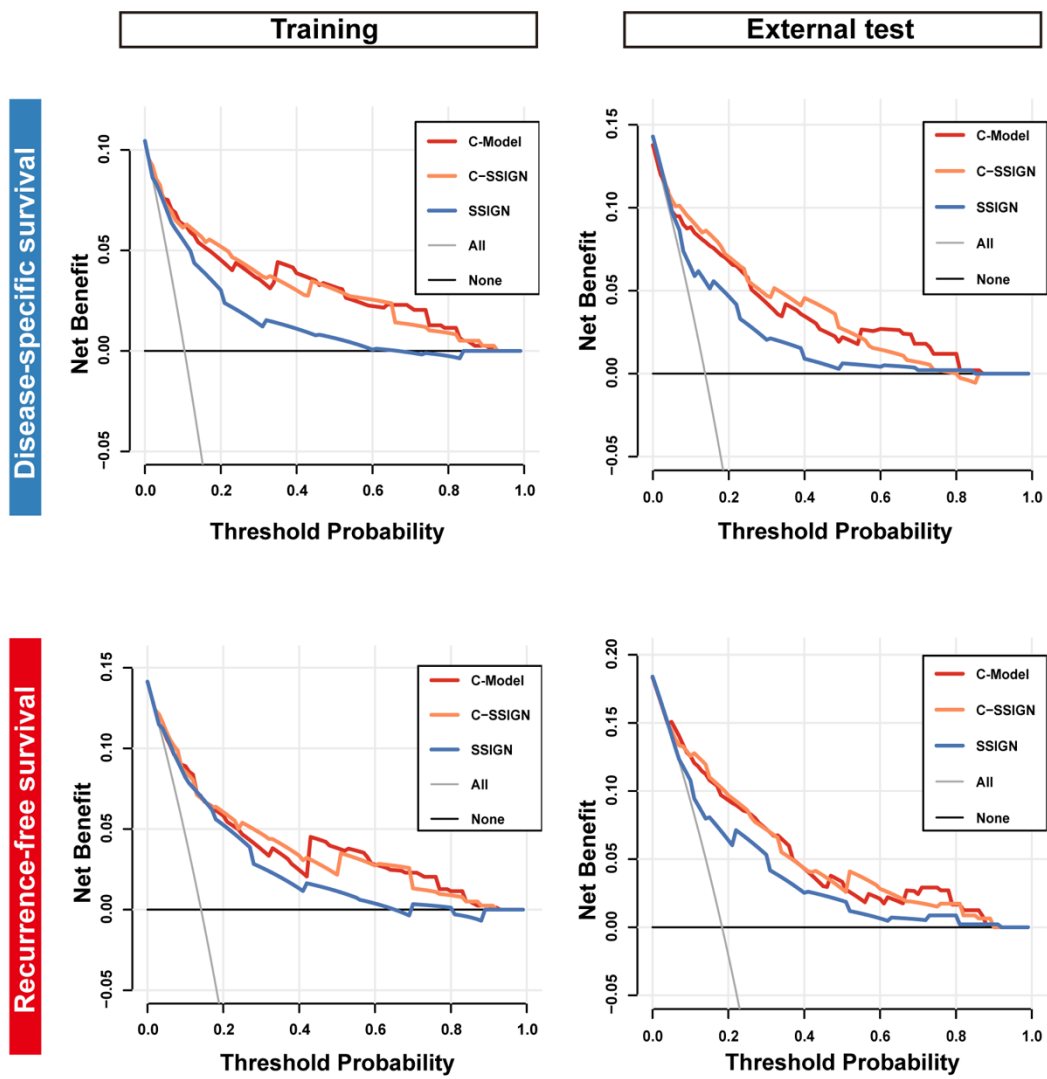 Training
External test
Disease-specific survival
Net Benefit
0.10
0.05
0.00
−0.05
C-Model
C−SSIGN
SSIGN
All
None
0.0 0.2 0.4 0.6 0.8 1.0
Threshold Probability
Net Benefit
0.15
0.10
0.05
0.00
−0.05
C-Model
C−SSIGN
SSIGN
All
None
0.0 0.2 0.4 0.6 0.8 1.0
Threshold Probability
Recurrence-free survival
Net Benefit
0.15
0.10
0.05
0.00
−0.05
C-Model
C−SSIGN
SSIGN
All
None
0.0 0.2 0.4 0.6 0.8 1.0
Threshold Probability
Net Benefit
0.20
0.15
0.10
0.05
0.00
−0.05
C-Model
C−SSIGN
SSIGN
All
None
0.0 0.2 0.4 0.6 0.8 1.0
Threshold Probability